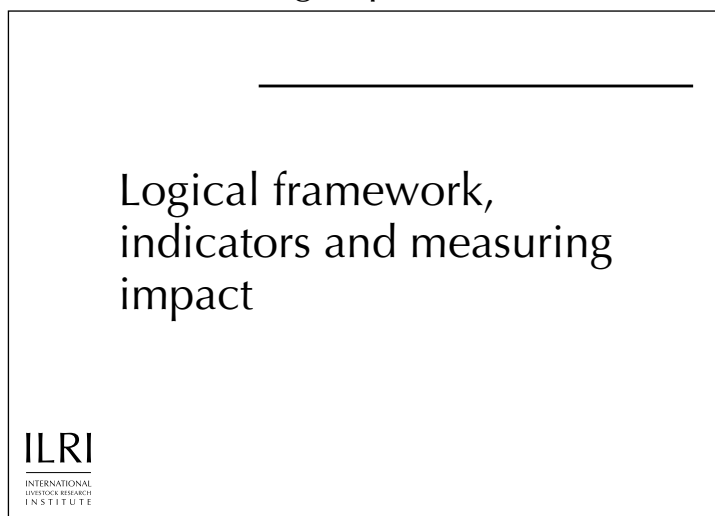 Logical framework,
indicators and measuring
impact
ILRI
INTERNATIONAL
LIVESTOCK RESEARCH
INSTITUTE